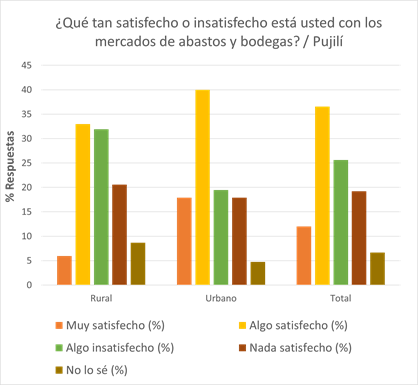 ¿Qué tan satisfecho o insatisfecho está usted con los
mercados de abastos y bodegas? / Pujilí
% Respuestas
45
40
35
30
25
20
15
10
5
0
Rural
Urbano
Total
Muy satisfecho (%)
Algo satisfecho (%)
Algo insatisfecho (%)
Nada satisfecho (%)
No lo sé (%)